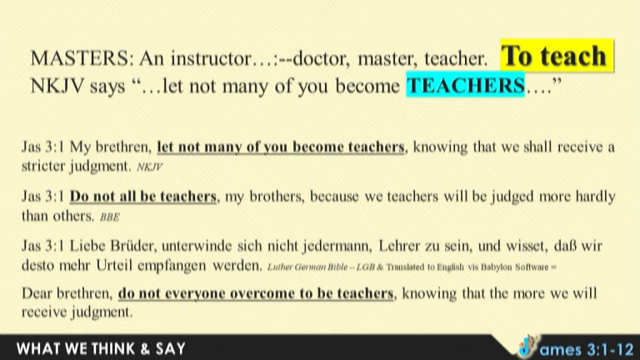 MASTERS: An instructor…:--doctor, master, teacher. To teach
NKJV says “…let not many of you become TEACHERS….”
Jas 3:1 My brethren, let not many of you become teachers, knowing that we shall receive a
stricter judgment. NKJV
Jas 3:1 Do not all be teachers, my brothers, because we teachers will be judged more hardly
than others. BBE
Jas 3:1 Liebe Brüder, unterwinde sich nicht jedermann, Lehrer zu sein, und wisset, daß wir
desto mehr Urteil empfangen werden. Luther German Bible – LGB & Translated to English vis Babylon Software =
Dear brethren, do not everyone overcome to be teachers, knowing that the more we will
receive judgment.
WHAT WE THINK & SAY
James 3:1-12